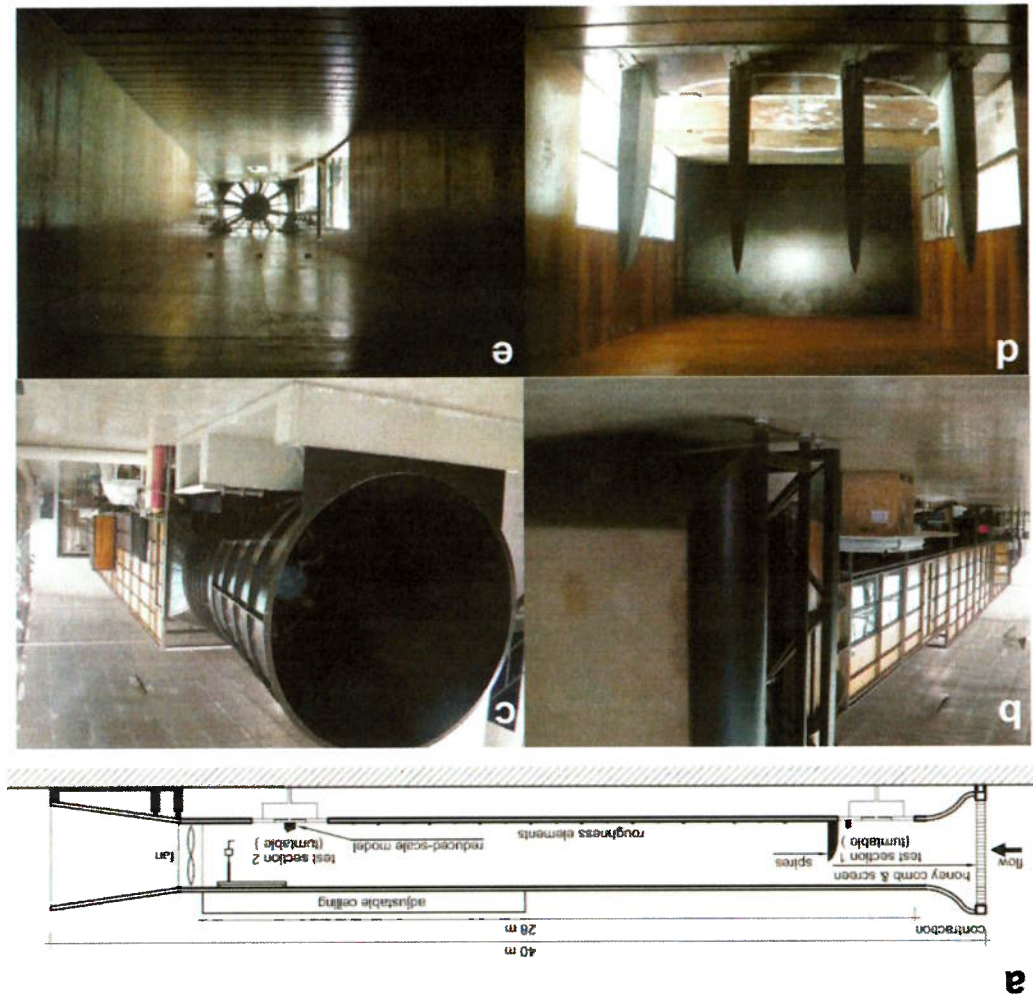 a
40 m
28 m
contraction
adjustable ceiling
flow
honey comb & screen
test section 1
(turntable )
spires
roughness elements
reduced-scale model
test section 2
(turntable )
fan
b
c
d
e